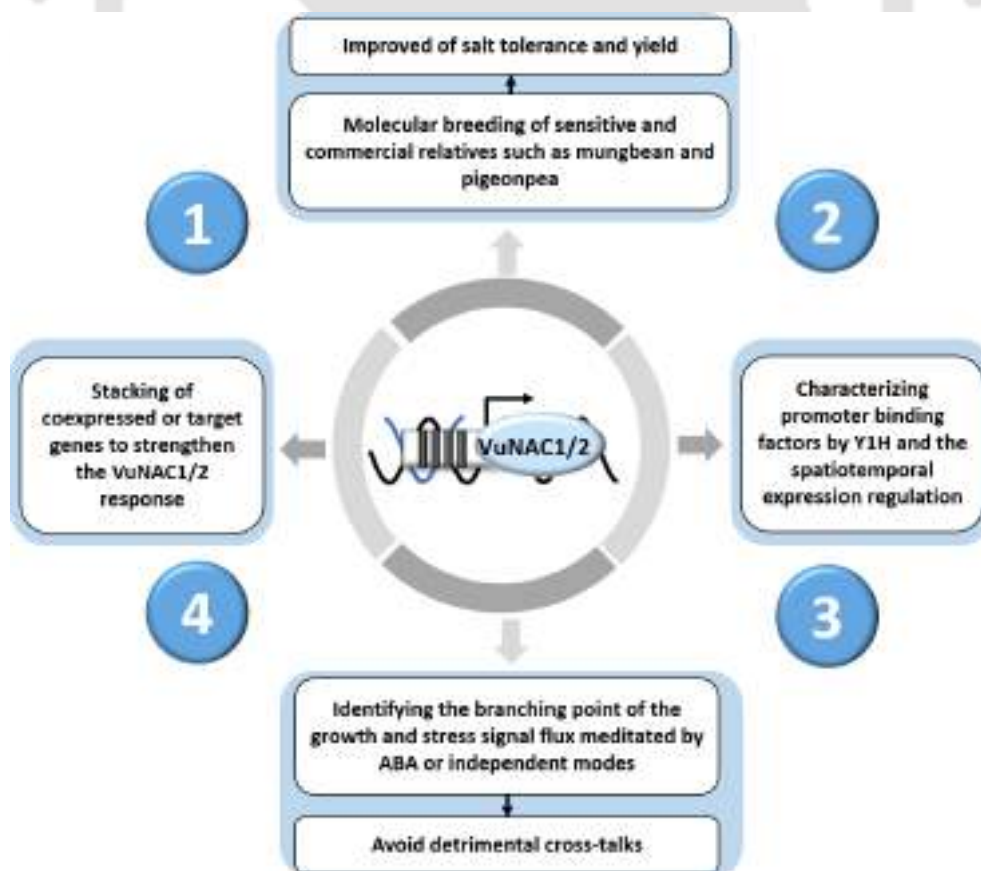 Improved of salt tolerance and yield
Molecular breeding of sensitive and
commercial relatives such as mungbean and
pigeonpea
1
2
Stacking of
coexpressed or target
genes to strengthen
the VuNAC1/2
response
VuNAC1/2
Characterizing
promoter binding
factors by Y1H and the
spatiotemporal
expression regulation
4
3
Identifying the branching point of the
growth and stress signal flux meditated by
ABA or independent modes
Avoid detrimental cross-talks